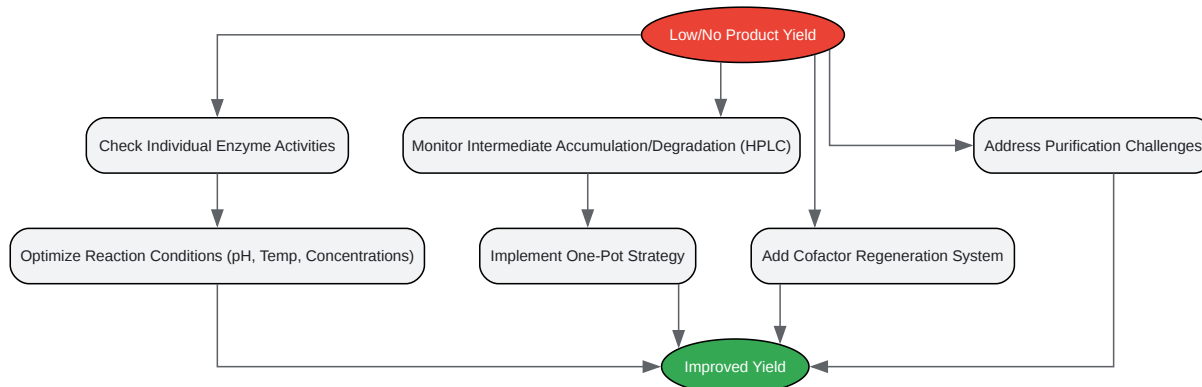 Low/No Product Yield
Check Individual Enzyme Activities
Monitor Intermediate Accumulation/Degradation (HPLC)
Address Purification Challenges
Optimize Reaction Conditions (pH, Temp, Concentrations)
Implement One-Pot Strategy
Add Cofactor Regeneration System
Improved Yield